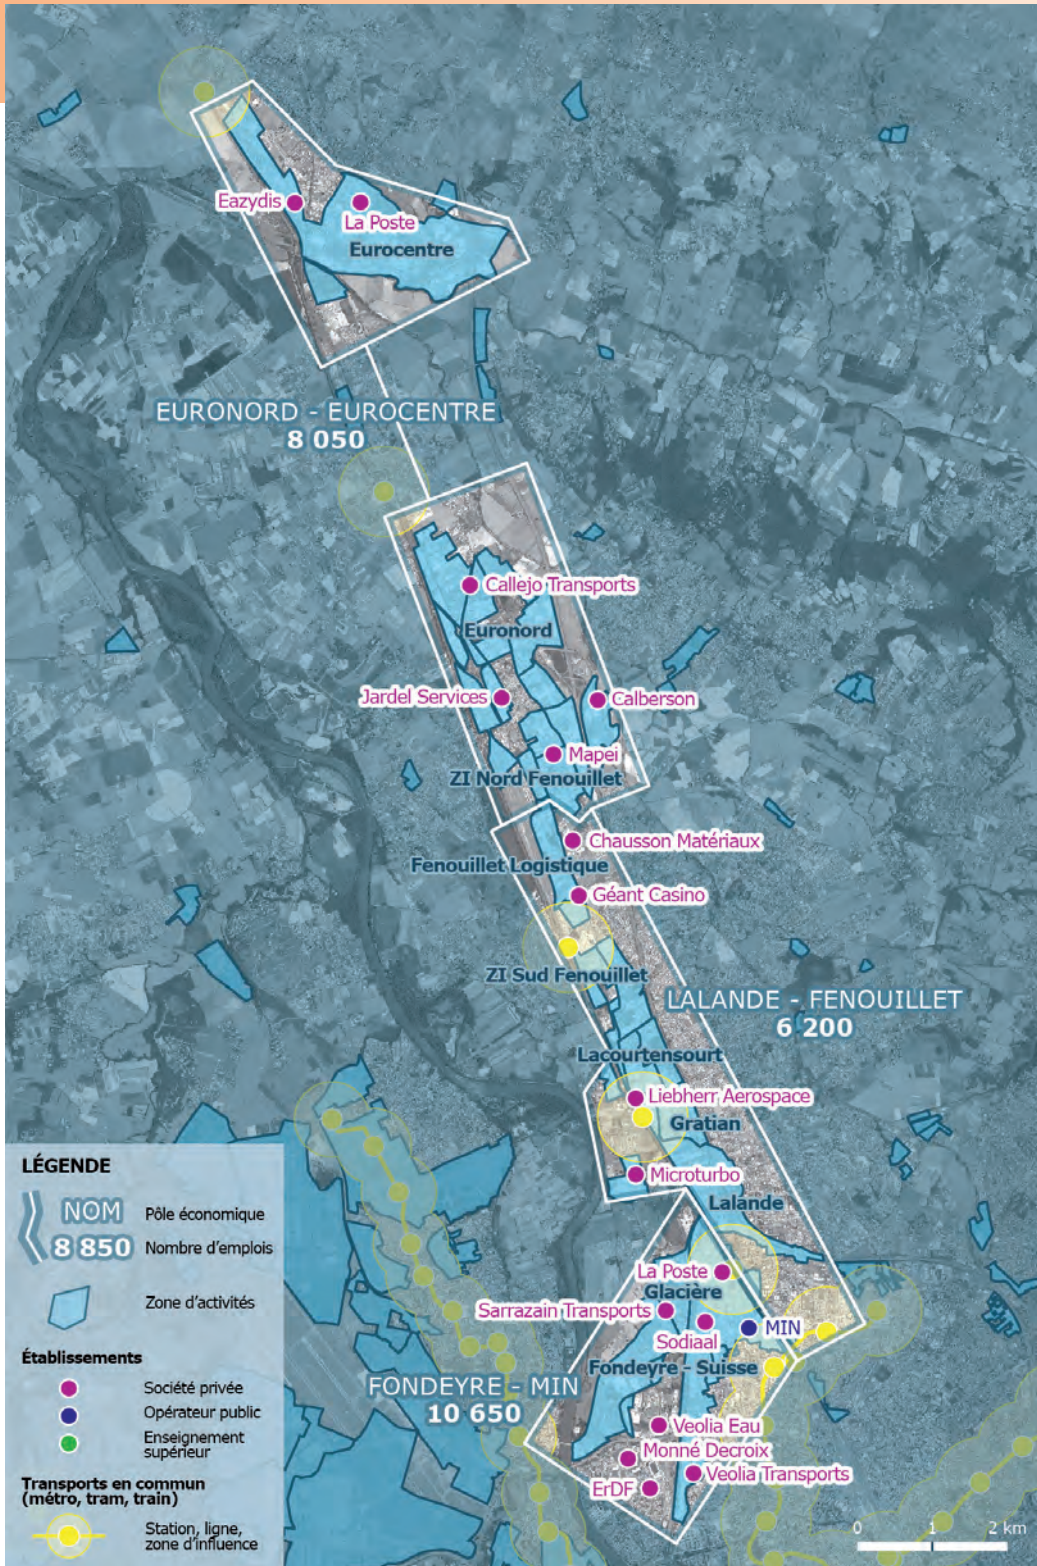 Eazydis
La Poste
Eurocentre
EURONORD - EUROCENTRE
8 050
Callejo Transports
Euronord
Jardel Services
Calberson
Mapei
ZI Nord Fenouillet
Chausson Matériaux
Fenouillet Logistique
Géant Casino
ZI Sud Fenouillet
LALANDE - FENOUILLET
6 200
Lacourtensourt
Liebherr Aerospace
Gratian
Microturbo
Lalande
La Poste
Glacière
Sarrazain Transports
MIN
Sodiaal
Fondeyre - Suisse
FONDEYRE - MIN
10 650
Veolia Eau
Monné Decroix
Veolia Transports
ErDF
LÉGENDE
NOM
Pôle économique
8 850
Nombre d'emplois
Zone d'activités
Établissements
Société privée
Opérateur public
Enseignement
supérieur
Transports en commun
(métro, tram, train)
Station, ligne,
zone d'influence
0 1 2 km